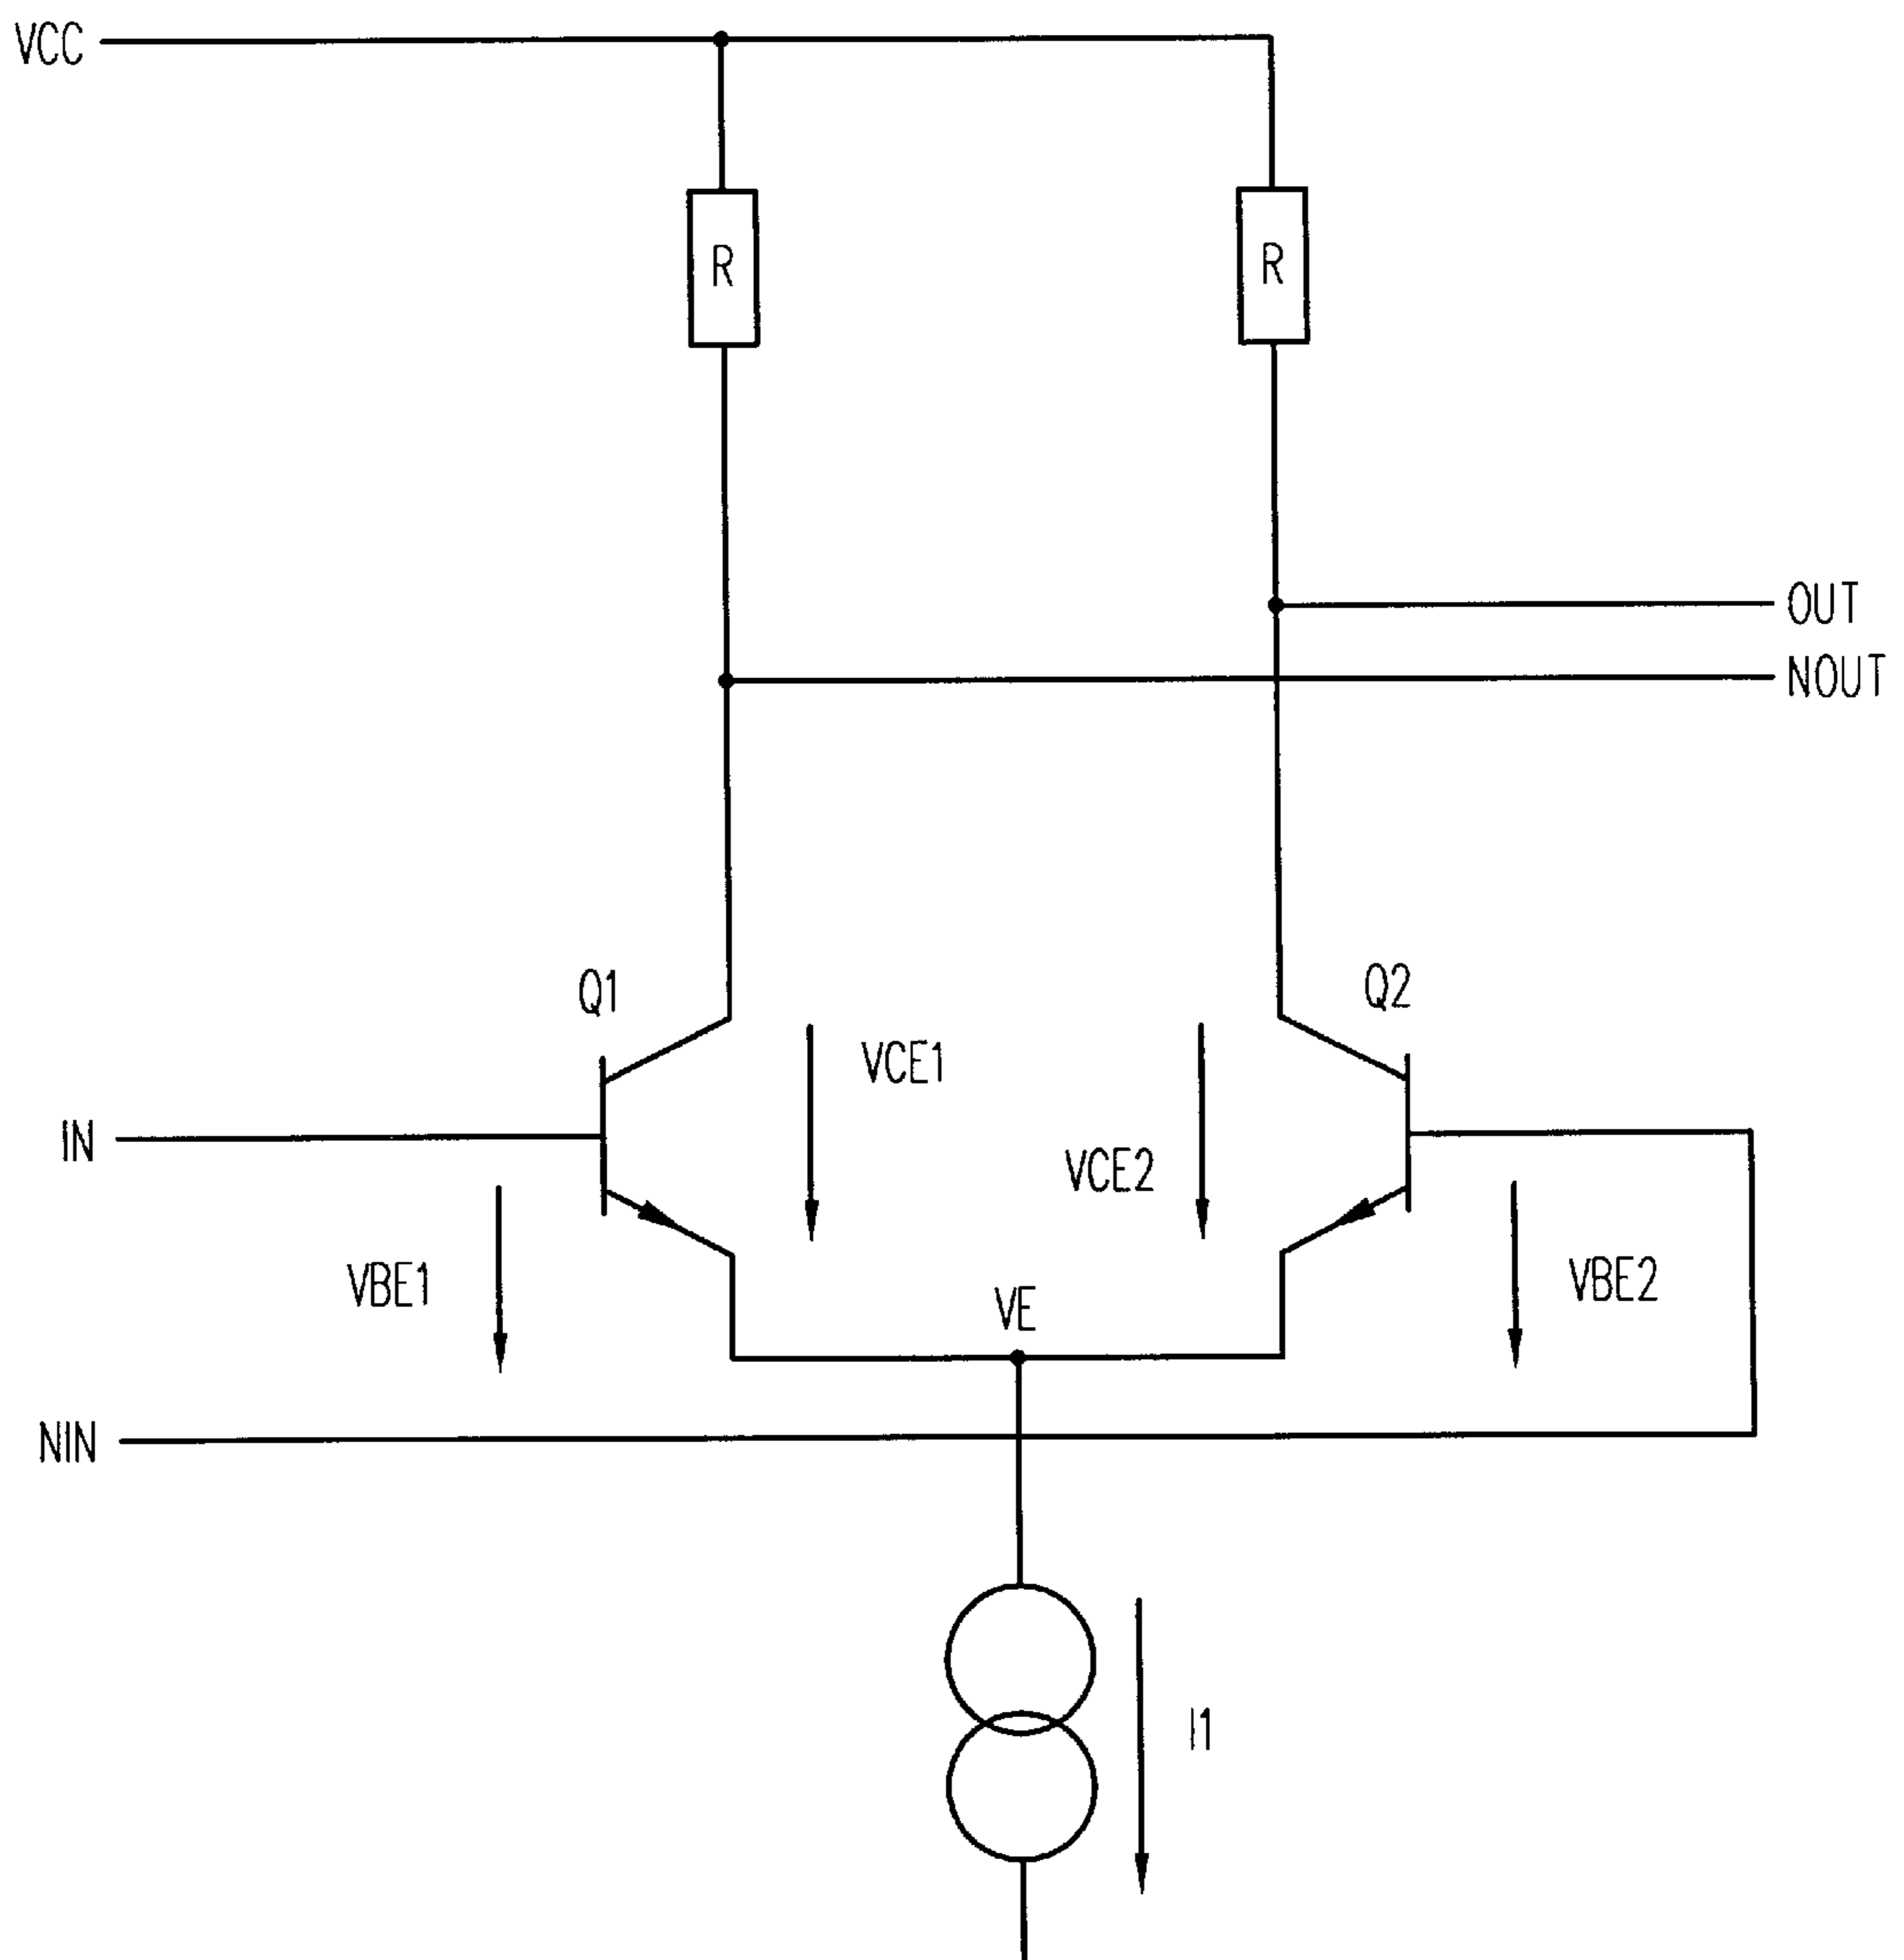 VCC
R
R
OUT
NOUT
Q1
Q2
VCE1
IN
VCE2
VBE1
VBE2
VE
NIN
I1